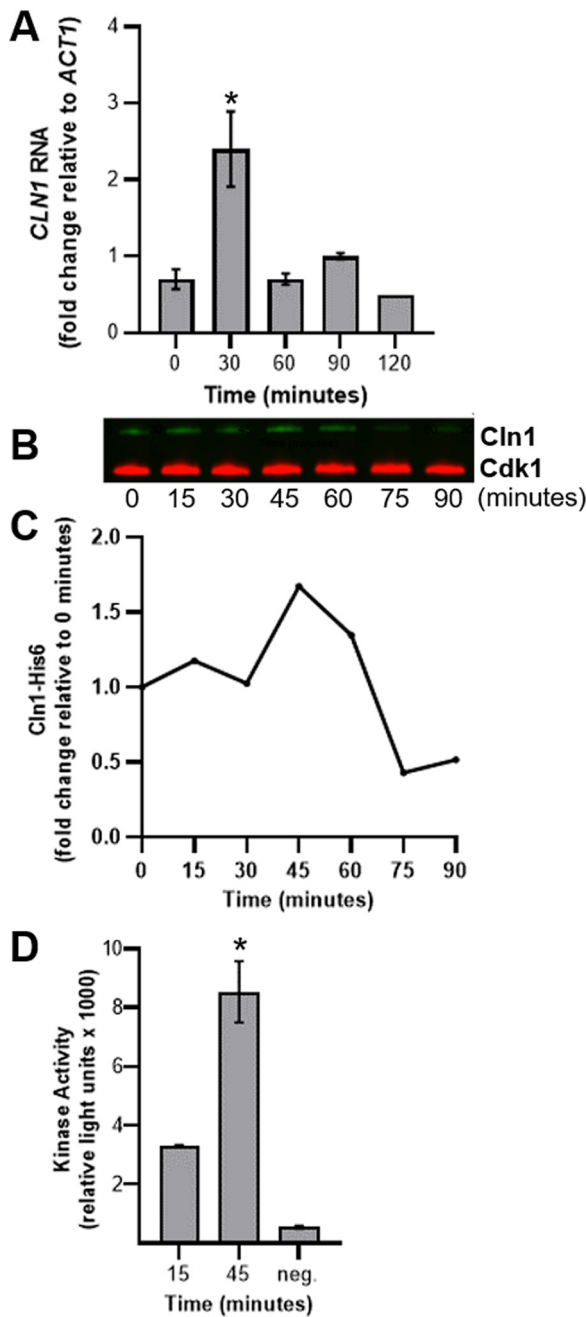 A
CLN1 RNA
(fold change relative to ACT1)
4
3
2
1
0
*
0 30 60 90 120
Time (minutes)
B
Cln1
Cdk1
0 15 30 45 60 75 90 (minutes)
C
Cln1-His6
(fold change relative to 0 minutes)
2.0
1.5
1.0
0.5
0.0
0 15 30 45 60 75 90
Time (minutes)
D
Kinase Activity
(relative light units x 1000)
10
8
6
4
2
*
15 45 neg.
Time (minutes)